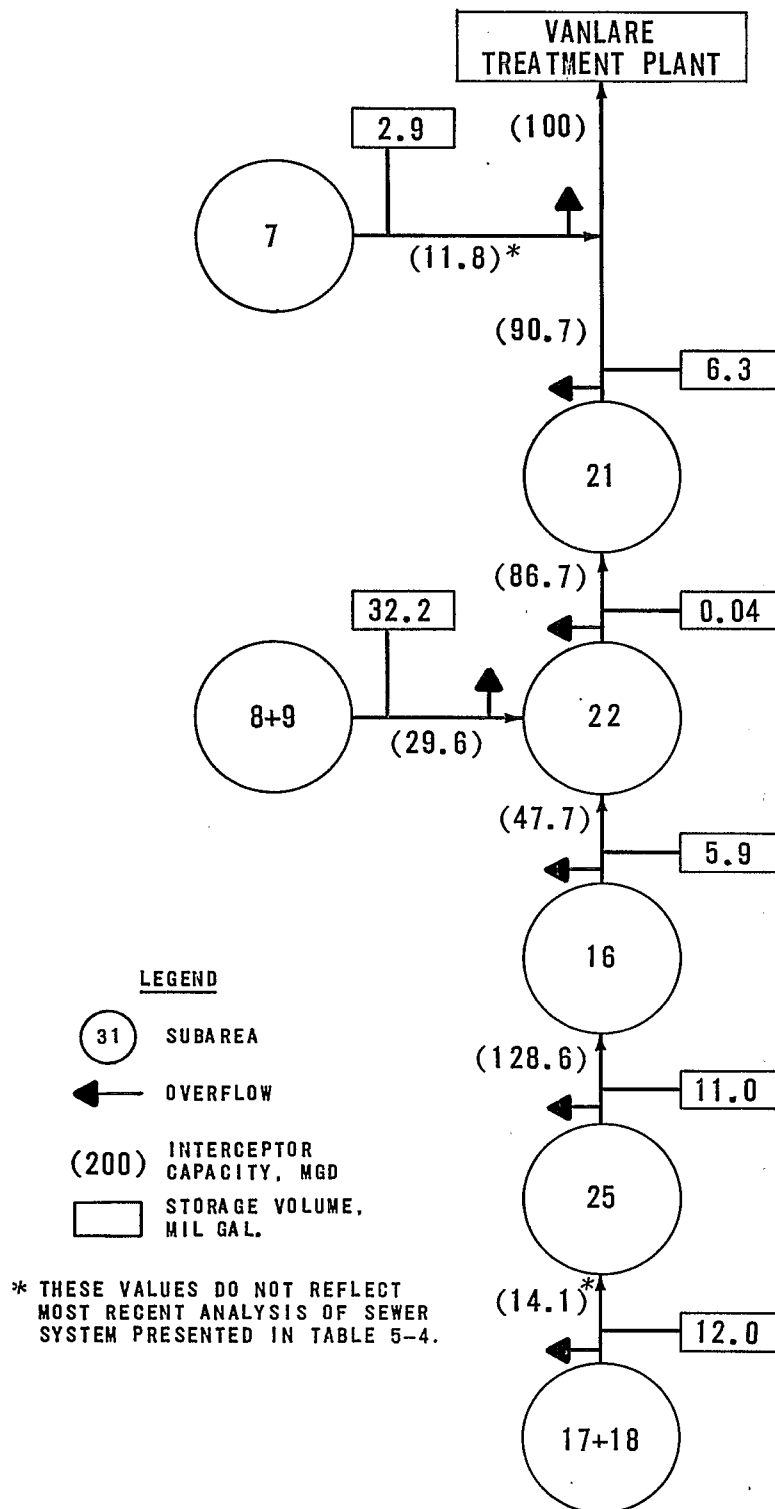 VANLARE
TREATMENT PLANT
(100)
2.9
7
(11.8)*
(90.7)
6.3
21
(86.7)
0.04
32.2
8+9
(29.6)
22
(47.7)
5.9
16
(128.6)
11.0
25
(14.1)*
12.0
17+18
LEGEND
31 SUBAREA
OVERFLOW
(200) INTERCEPTOR
CAPACITY, MGD
STORAGE VOLUME,
MIL GAL.
* THESE VALUES DO NOT REFLECT
MOST RECENT ANALYSIS OF SEWER
SYSTEM PRESENTED IN TABLE 5-4.